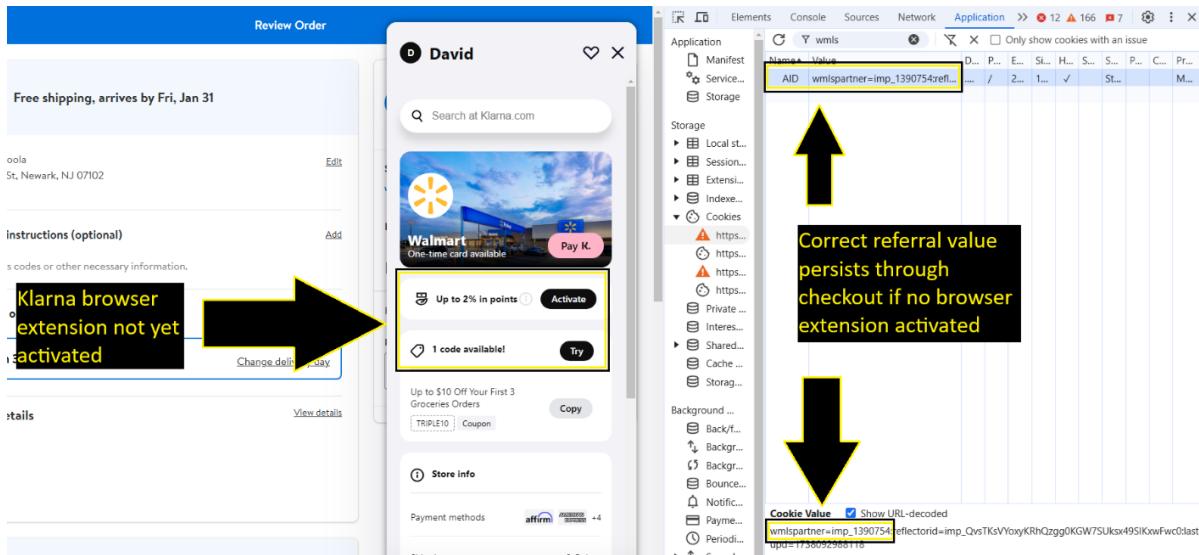 Review Order
Free shipping, arrives by Fri, Jan 31
oola
St, Newark, NJ 07102
Edit
instructions (optional)
Add
s codes or other necessary information.
Klarna browser
extension not yet
activated
Change delivery day
etails
View details
D David
Search at Klarna.com
Walmart
One-time card available
Pay K.
Up to 2% in points
Activate
1 code available!
Try
Up to $10 Off Your First 3
Groceries Orders
Copy
TRIPLE10 Coupon
Store info
Payment methods
affirm
+4
Elements Console Sources Network Application 12 166 7
Application
Manifest
Service...
Storage
Storage
Local st...
Session...
Extensi...
Indexe...
Cookies
https...
https...
https...
https...
Private ...
Interes...
Shared...
Cache ...
Storag...
Background ...
Back/f...
Backgr...
Backgr...
Bounce...
Notific...
Payme...
Periodi...
wmls
Only show cookies with an issue
Name Value D... P... E... Si... H... S... S... P... C... Pr...
AID wmlspartner=imp_1390754:refl... ... / 2... 1... ✓ St... M...
Correct referral value
persists through
checkout if no browser
extension activated
Cookie Value Show URL-decoded
wmlspartner=imp_1390754:reflectorid=imp_QvsTKsVYoxyKRhQzgg0KGW7SUksx49SIKxwFwc0:last
upd=1738092988118